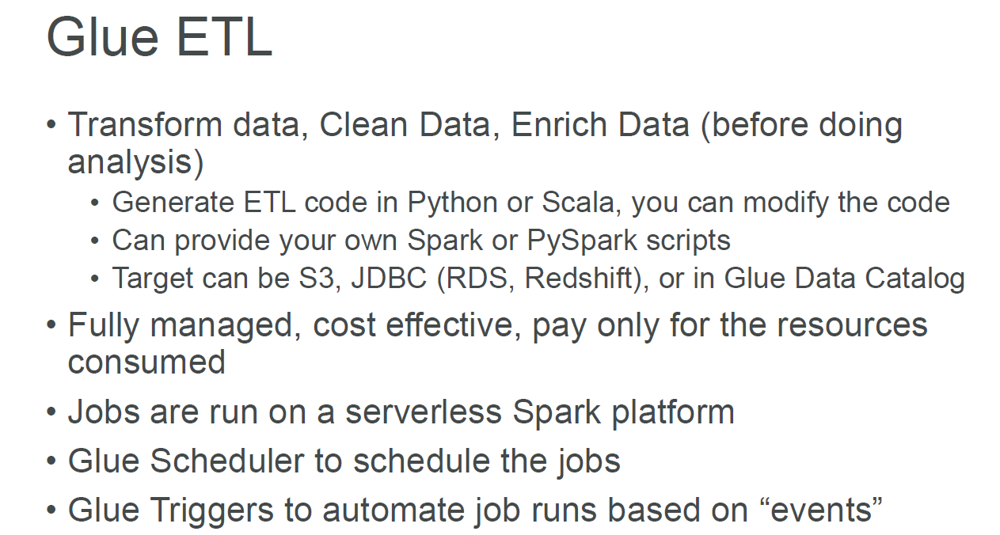 Glue ETL
• Transform data, Clean Data, Enrich Data (before doing
analysis)
• Generate ETL code in Python or Scala, you can modify the code
• Can provide your own Spark or PySpark scripts
• Target can be S3, JDBC (RDS, Redshift), or in Glue Data Catalog
• Fully managed, cost effective, pay only for the resources
consumed
• Jobs are run on a serverless Spark platform
• Glue Scheduler to schedule the jobs
• Glue Triggers to automate job runs based on “events”